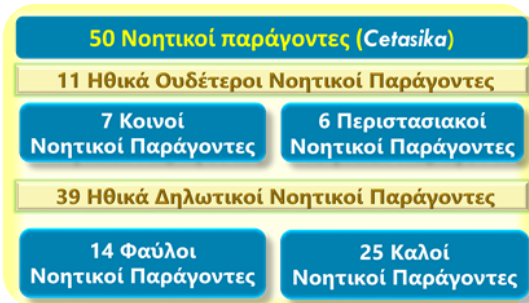 50 Νοητικοί παράγοντες (Cetasika)
11 Ηθικά Ουδέτεροι Νοητικοί Παράγοντες
7 Κοινοί
Νοητικοί Παράγοντες
6 Περιστασιακοί
Νοητικοί Παράγοντες
39 Ηθικά Δηλωτικοί Νοητικοί Παράγοντες
14 Φαύλοι
Νοητικοί Παράγοντες
25 Καλοί
Νοητικοί Παράγοντες